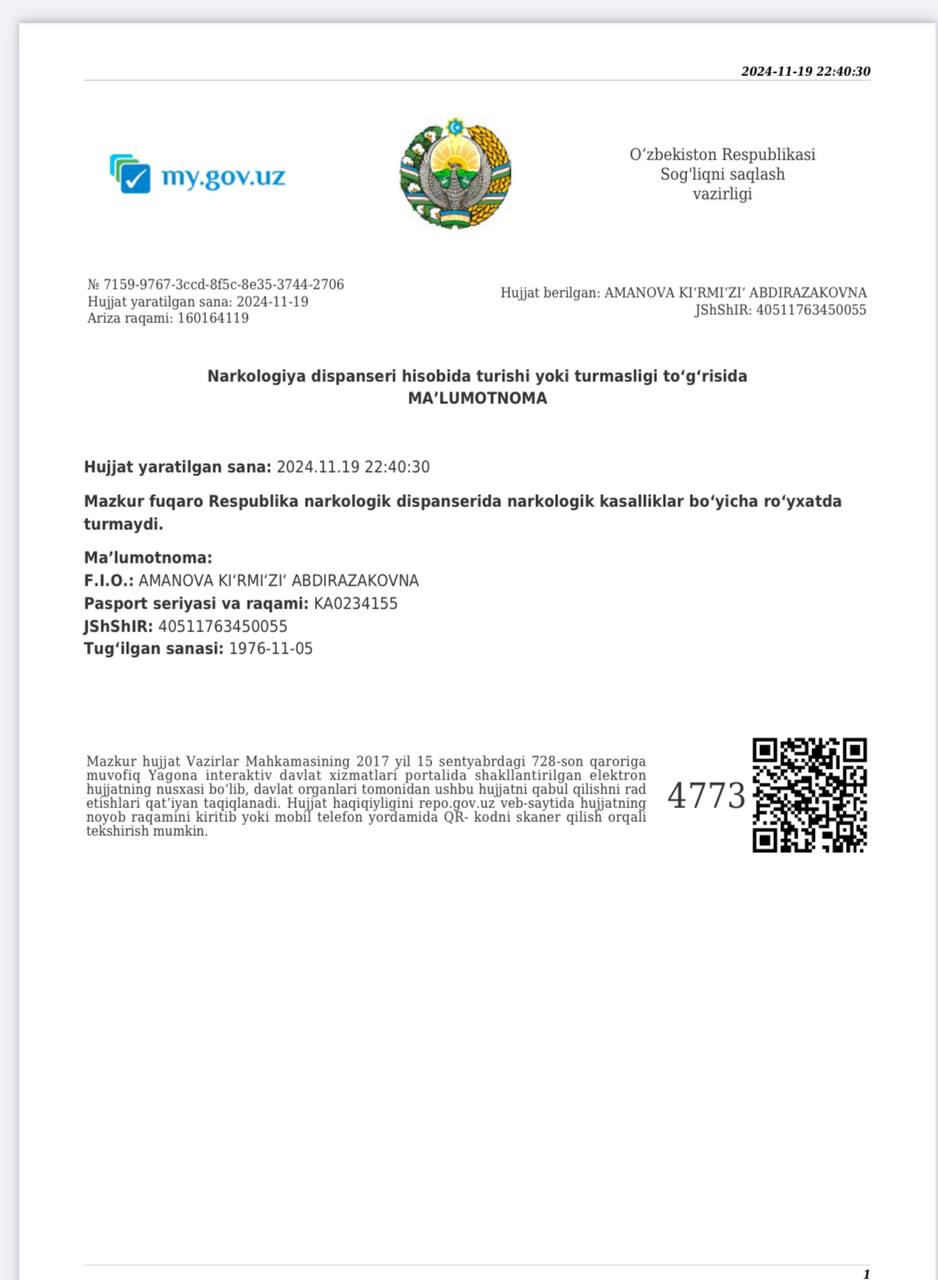 2024-11-19 22:40:30
my.gov.uz
Oʼzbekiston Respublikasi
Sog'liqni saqlash
vazirligi
№ 7159-9767-3ccd-8f5c-8e35-3744-2706
Hujjat yaratilgan sana: 2024-11-19
Ariza raqami: 160164119
Hujjat berilgan: AMANOVA KI‘RMI‘ZI‘ ABDIRAZAKOVNA
JShShIR: 40511763450055
Narkologiya dispanseri hisobida turishi yoki turmasligi to‘g‘risida
MA’LUMOTNOMA
Hujjat yaratilgan sana: 2024.11.19 22:40:30
Mazkur fuqaro Respublika narkologik dispanserida narkologik kasalliklar bo‘yicha ro‘yxatda
turmaydi.
Ma’lumotnoma:
F.I.O.: AMANOVA KI‘RMI‘ZI‘ ABDIRAZAKOVNA
Pasport seriyasi va raqami: KA0234155
JShShIR: 40511763450055
Tug‘ilgan sanasi: 1976-11-05
Mazkur hujjat Vazirlar Mahkamasining 2017 yil 15 sentyabrdagi 728-son qaroriga
muvofiq Yagona interaktiv davlat xizmatlari portalida shakllantirilgan elektron
hujjatning nusxasi boʻlib, davlat organlari tomonidan ushbu hujjatni qabul qilishni rad
etishlari qatʼiyan taqiqlanadi. Hujjat haqiqiyligini repo.gov.uz veb-saytida hujjatning
noyob raqamini kiritib yoki mobil telefon yordamida QR- kodni skaner qilish orqali
tekshirish mumkin.
4773
1